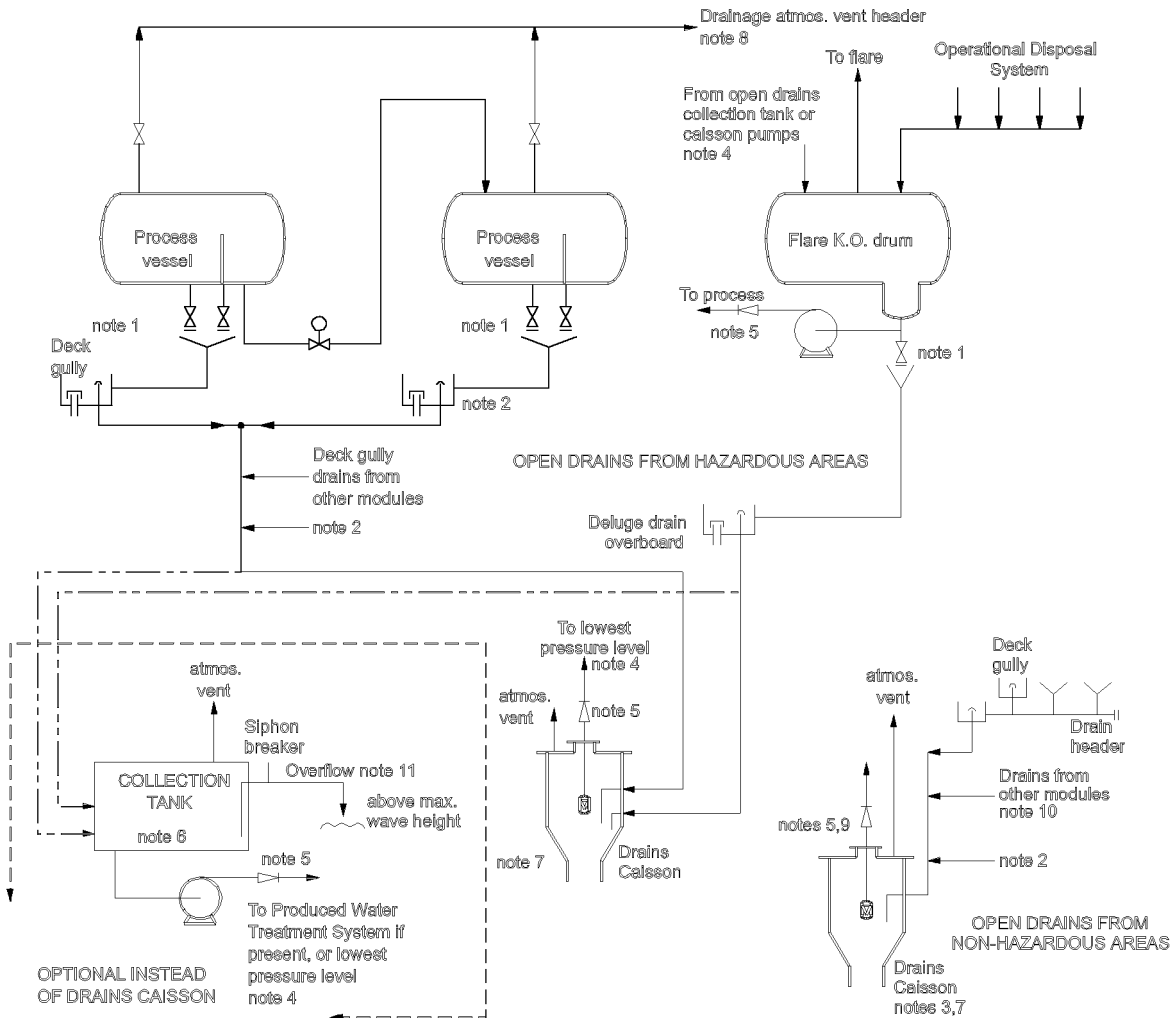 Drainage atmos. vent header
note 8
To flare
Operational Disposal
System
From open drains
collection tank or
caisson pumps
note 4
Process
vessel
Process
vessel
Flare K.O. drum
To process
note 5
note 1
note 1
note 1
Deck
gully
note 2
Deck gully
drains from
other modules
note 2
OPEN DRAINS FROM HAZARDOUS AREAS
Deluge drain
overboard
To lowest
pressure level
note 4
atmos.
vent
note 5
atmos.
vent
Siphon
breaker
Overflow note 11
COLLECTION
TANK
note 6
above max.
wave height
note 5
note 7
Drains
Caisson
To Produced Water
Treatment System if
present, or lowest
pressure level
note 4
OPTIONAL INSTEAD
OF DRAINS CAISSON
Deck
gully
atmos.
vent
Drain
header
Drains from
other modules
note 10
notes 5,9
note 2
OPEN DRAINS FROM
NON-HAZARDOUS AREAS
Drains
Caisson
notes 3,7